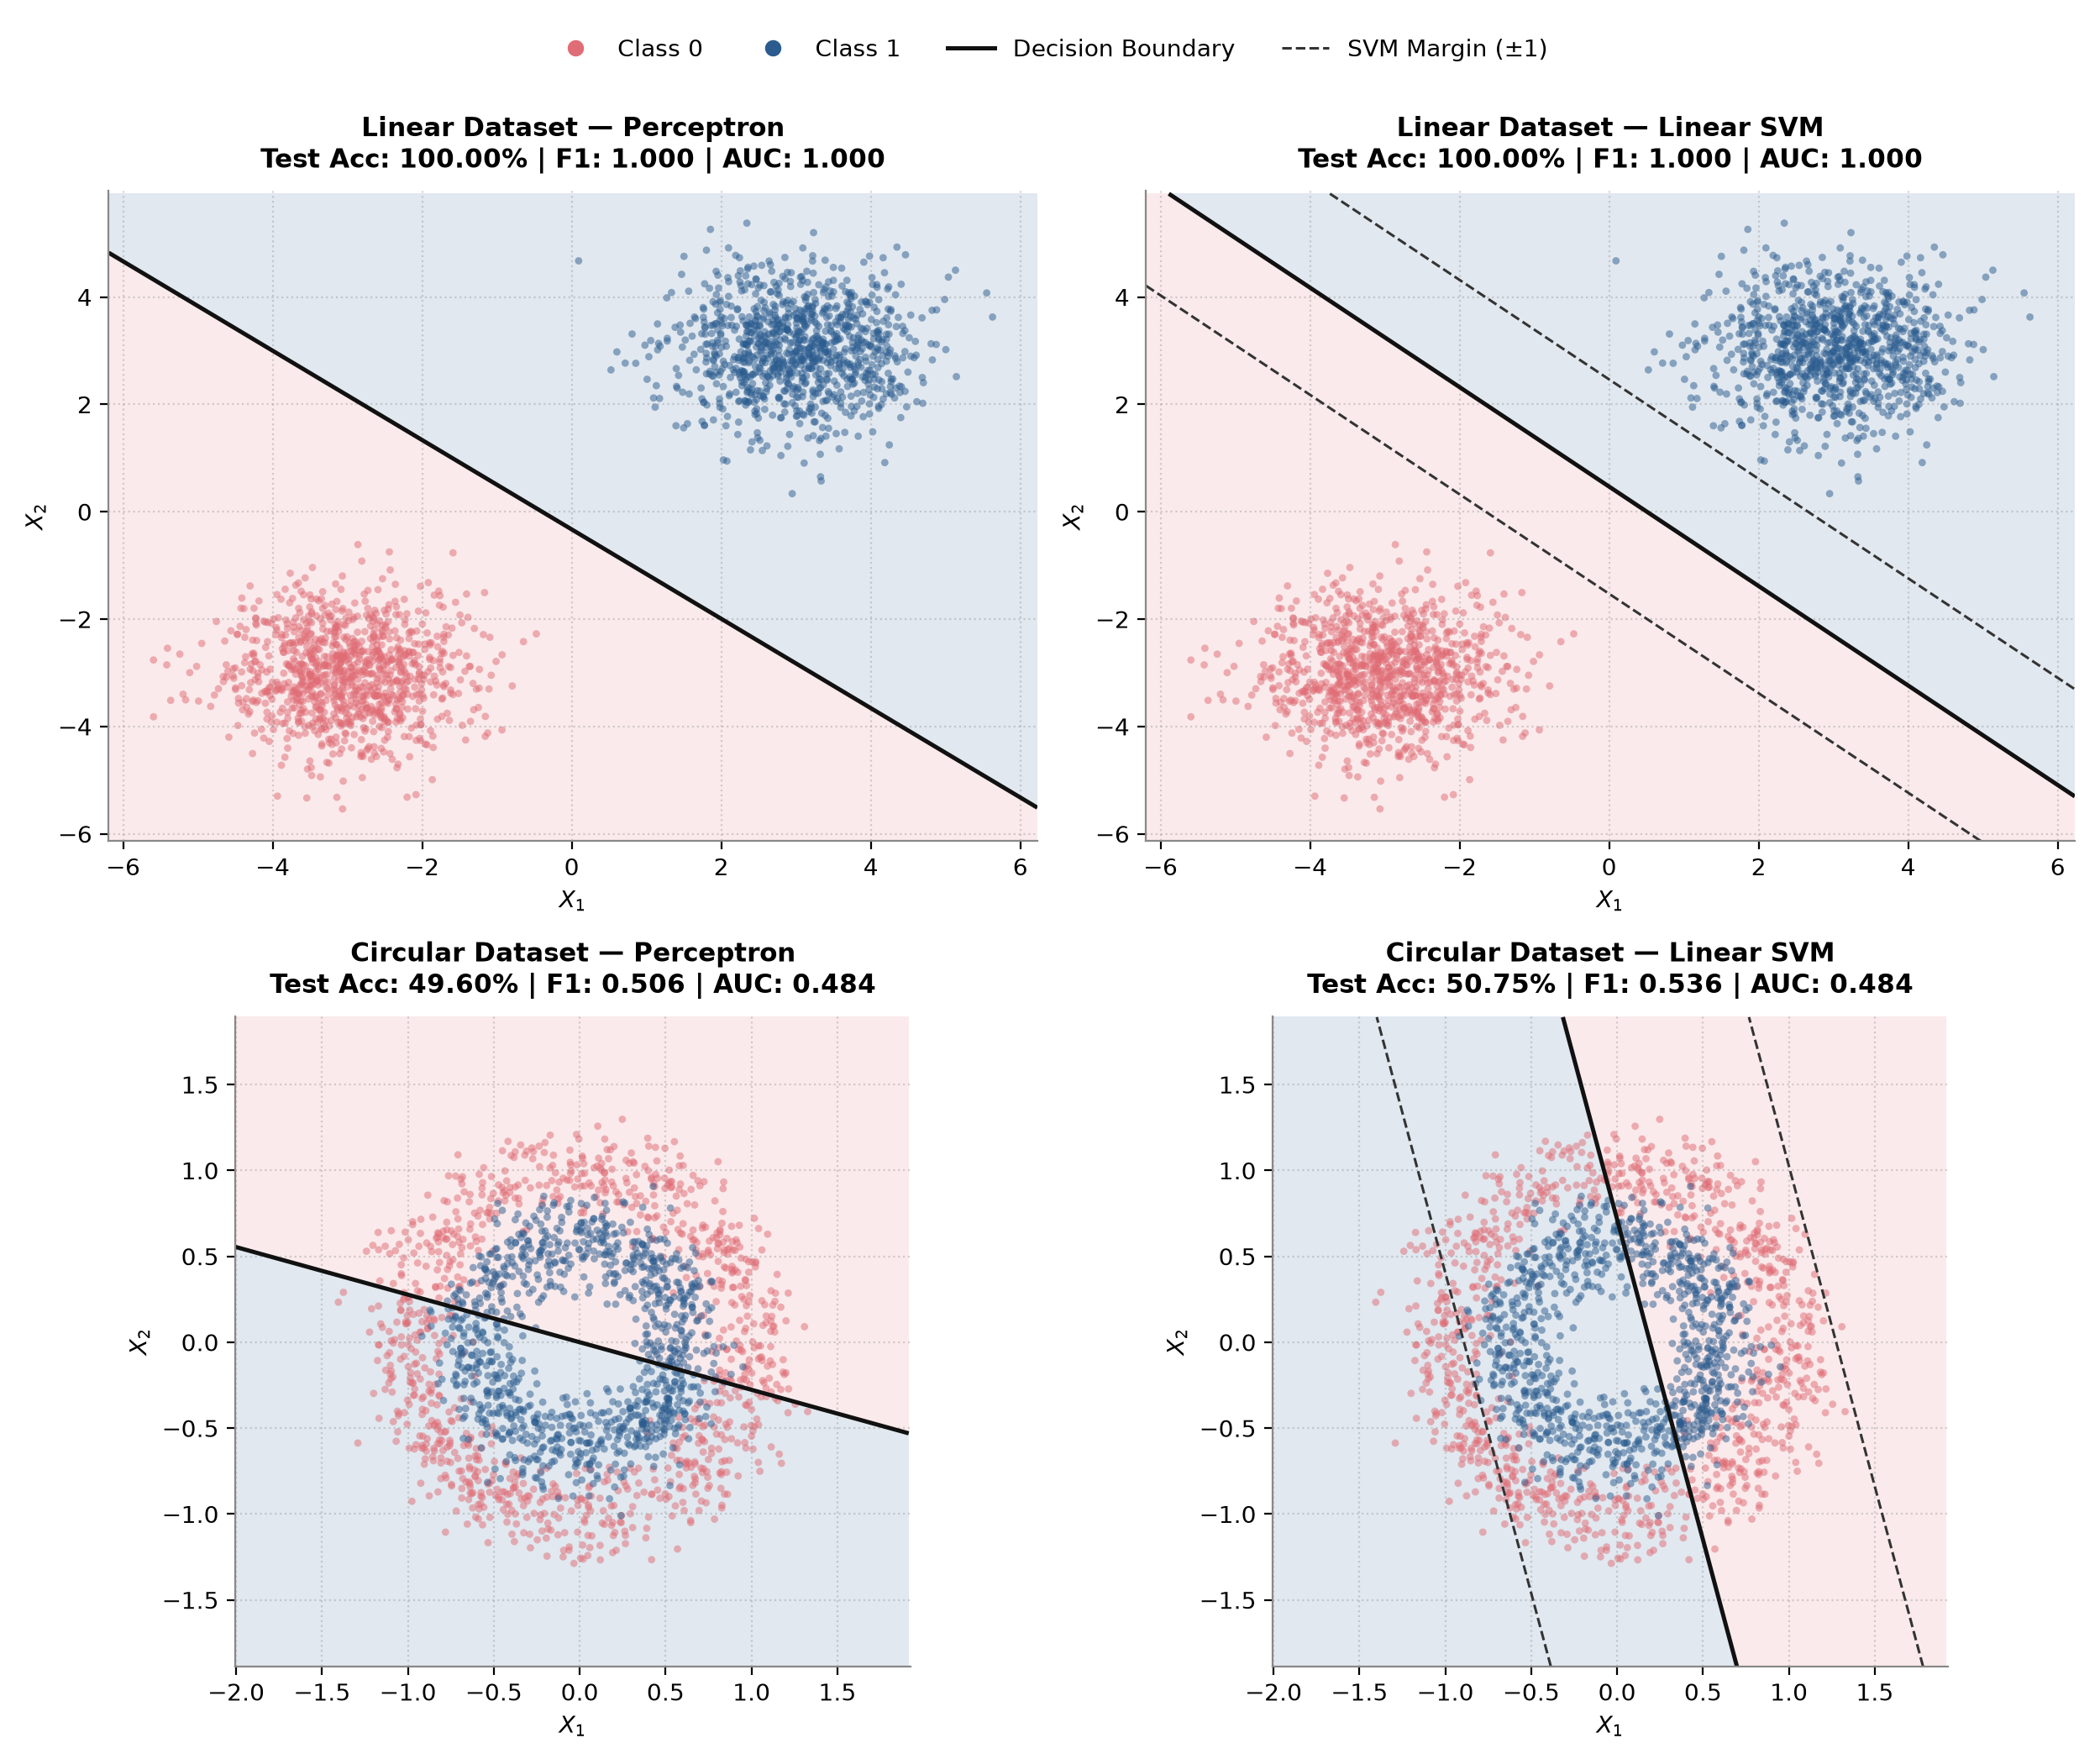 Class 0 Class 1 Decision Boundary SVM Margin (±1)
Linear Dataset — Perceptron
Test Acc: 100.00% | F1: 1.000 | AUC: 1.000
4
2
0
−2
−4
−6
X₂
−6 −4 −2 0 2 4 6
X₁
Linear Dataset — Linear SVM
Test Acc: 100.00% | F1: 1.000 | AUC: 1.000
4
2
0
−2
−4
−6
X₂
−6 −4 −2 0 2 4 6
X₁
Circular Dataset — Perceptron
Test Acc: 49.60% | F1: 0.506 | AUC: 0.484
1.5
1.0
0.5
0.0
−0.5
−1.0
−1.5
X₂
−2.0 −1.5 −1.0 −0.5 0.0 0.5 1.0 1.5
X₁
Circular Dataset — Linear SVM
Test Acc: 50.75% | F1: 0.536 | AUC: 0.484
1.5
1.0
0.5
0.0
−0.5
−1.0
−1.5
X₂
−2.0 −1.5 −1.0 −0.5 0.0 0.5 1.0 1.5
X₁